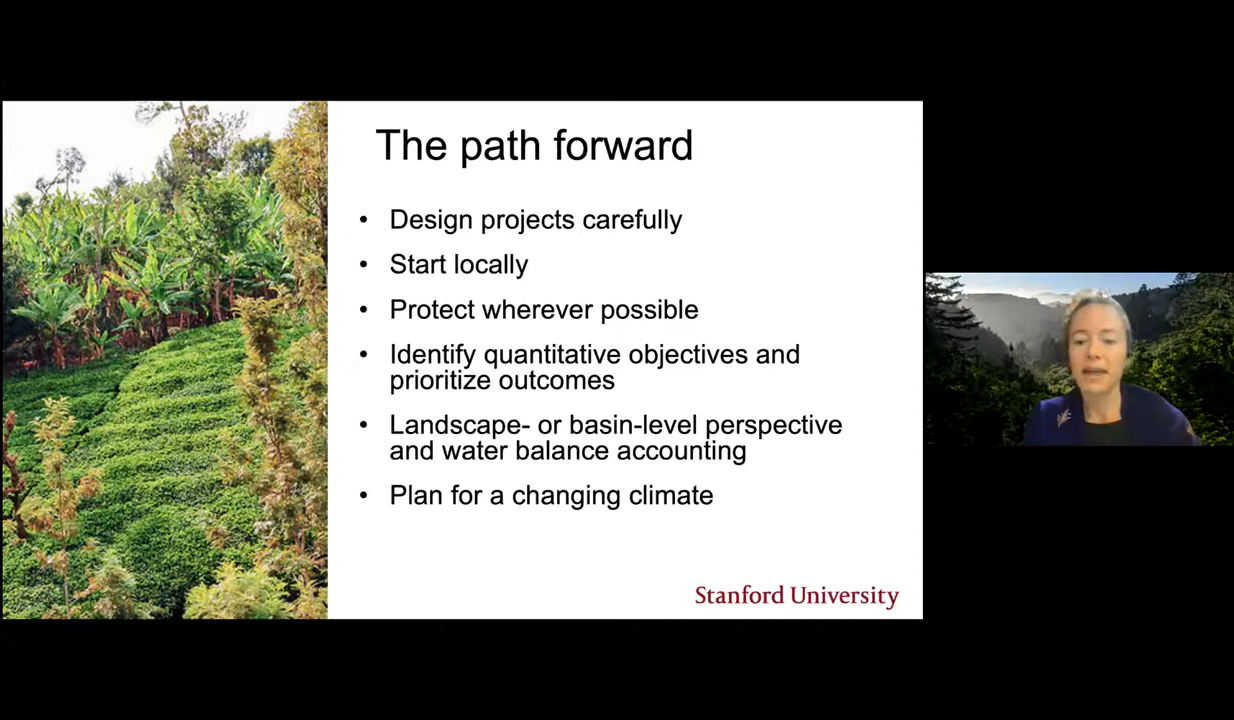 The path forward
• Design projects carefully
• Start locally
• Protect wherever possible
• Identify quantitative objectives and
prioritize outcomes
• Landscape- or basin-level perspective
and water balance accounting
• Plan for a changing climate
Stanford University